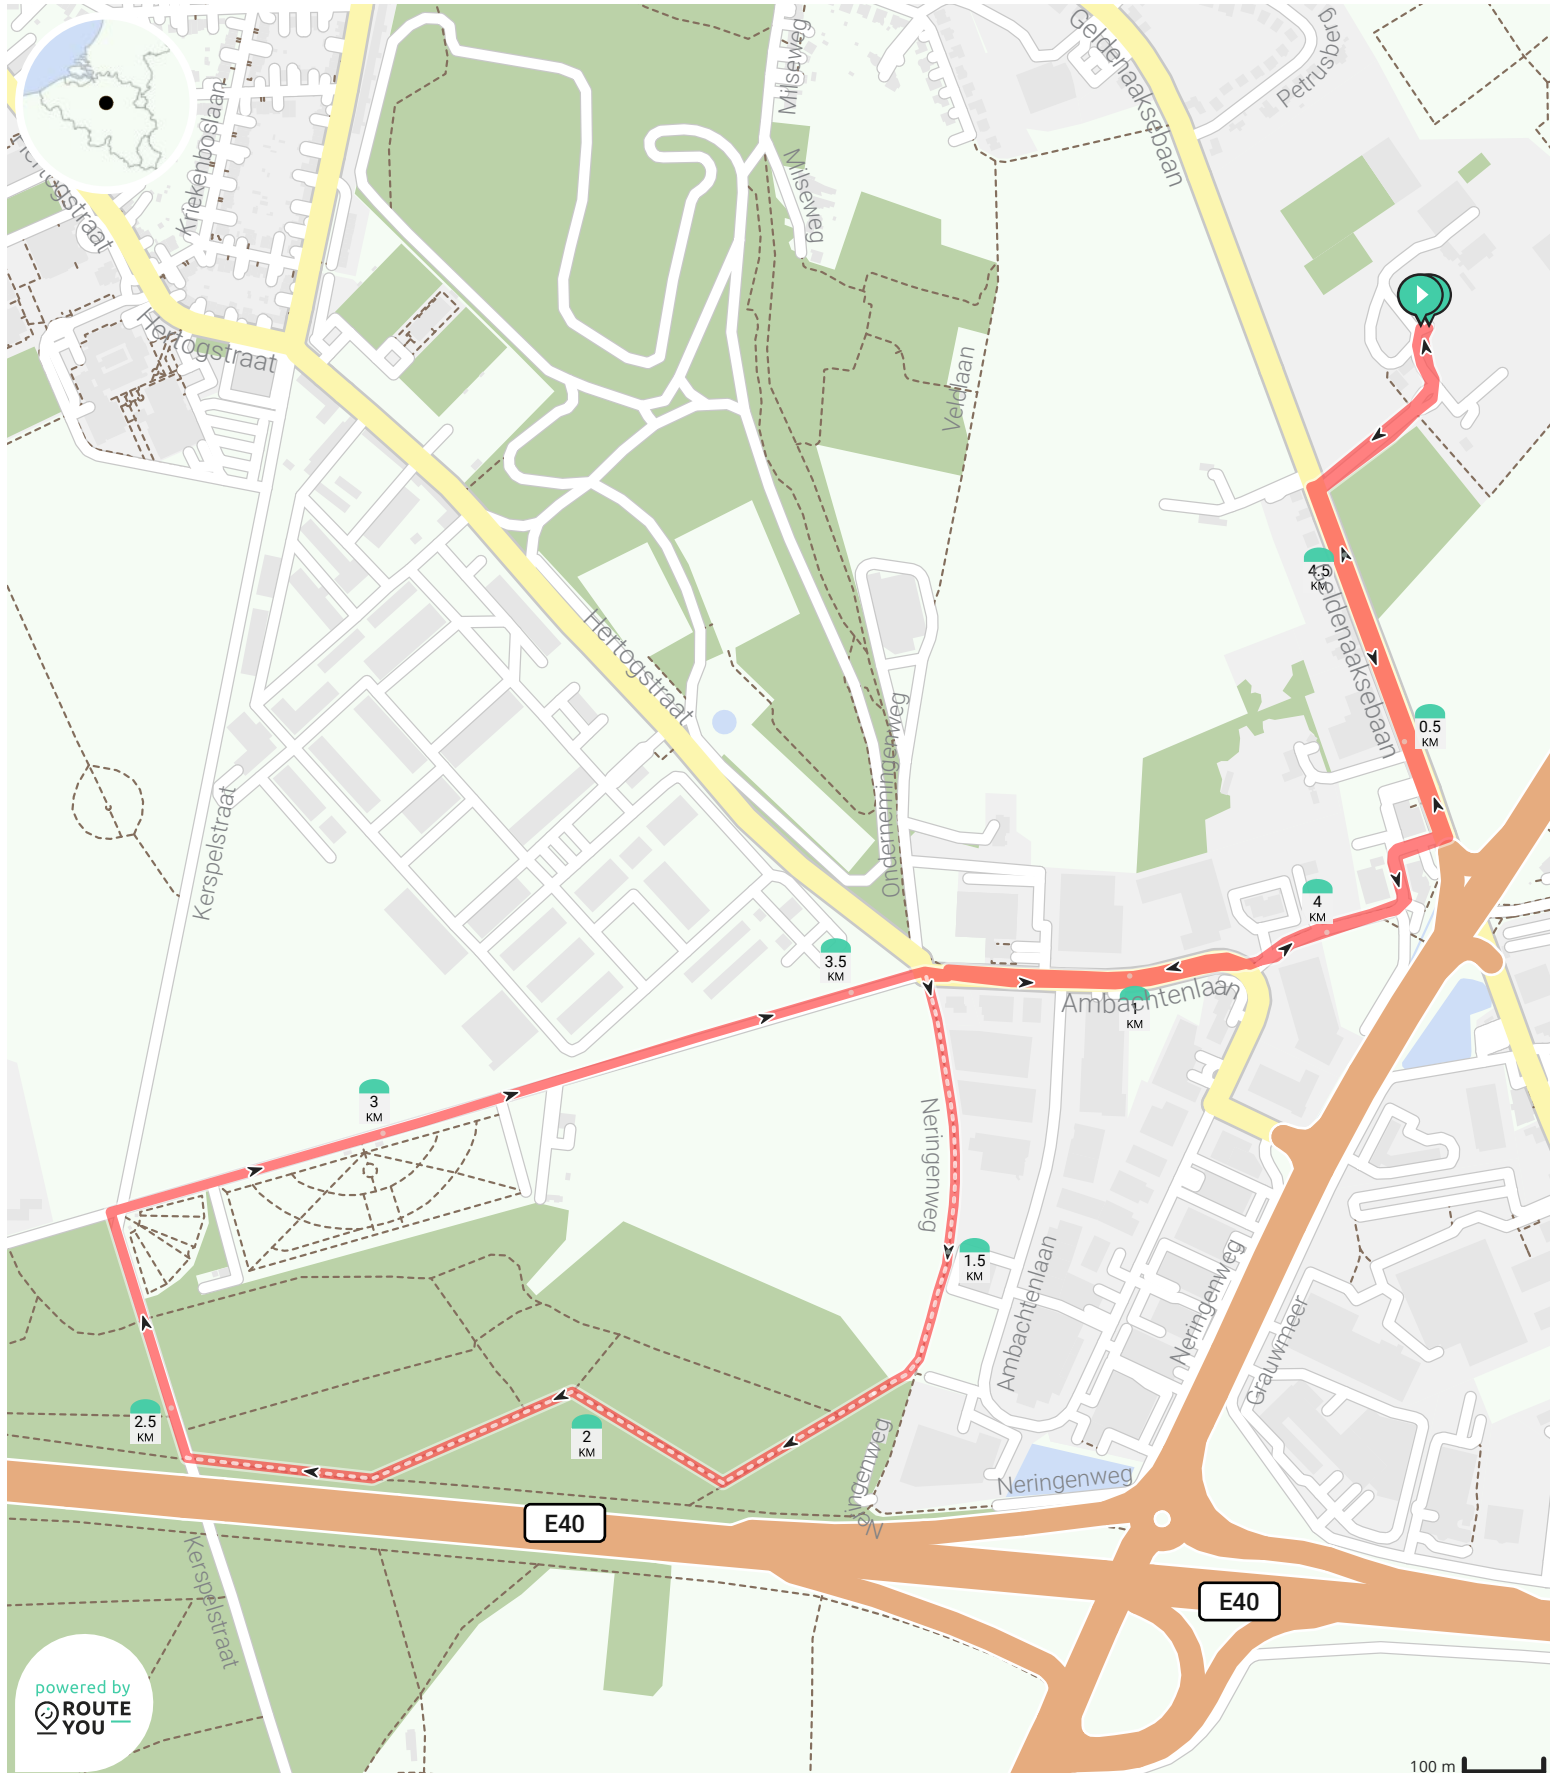 Geldenaaksebaan
Petrusberg
Milseweg
Kriekenboslaan
Milseweg
Hertogstraat
Veldlaan
4.5
KM
Geldenaaksebaan
Hertogstraat
0.5
KM
Ondernemingenweg
Kerspelstraat
4
KM
3.5
KM
Ambachtenlaan
1
KM
3
KM
Neringenweg
1.5
KM
Ambachtenlaan
Neringenweg
Grauwmeer
2.5
KM
2
KM
Neringenweg
Neringenweg
E40
Kerspelstraat
E40
powered by
ROUTE
YOU
100 m